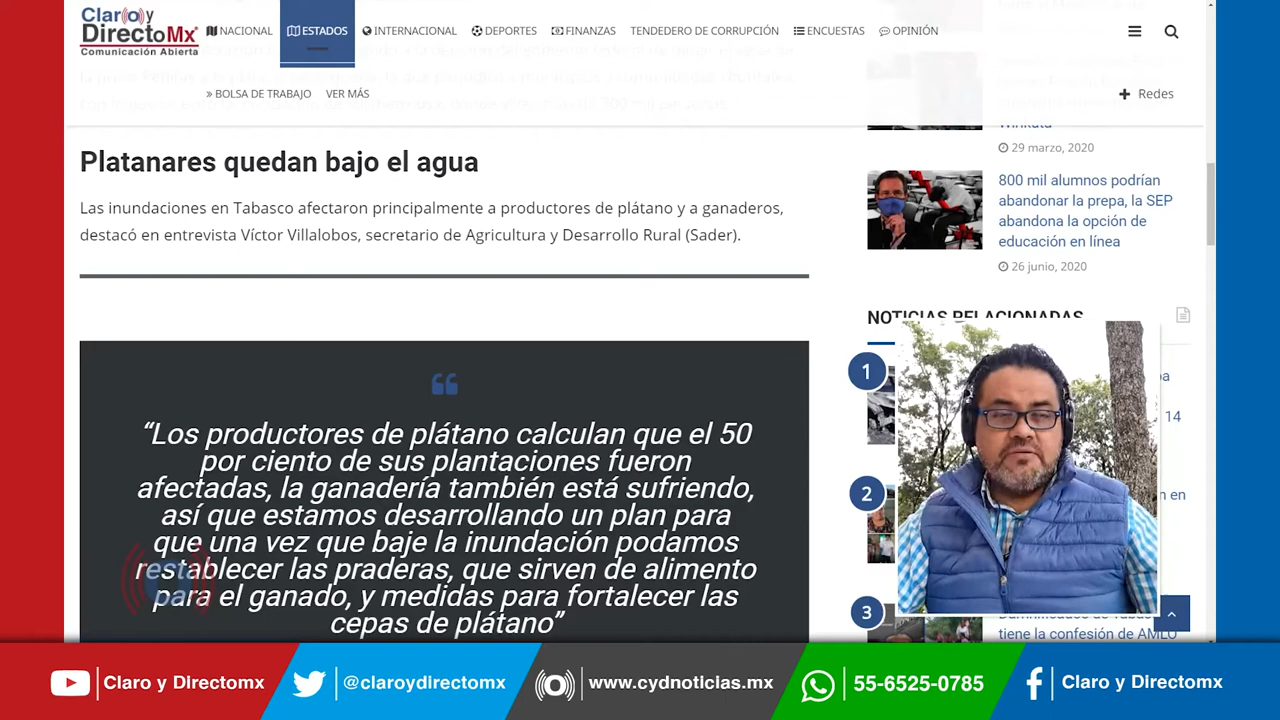 Claro y
DirectoMx
Comunicación Abierta
NACIONAL
ESTADOS
INTERNACIONAL
DEPORTES
FINANZAS
TENDEDERO DE CORRUPCIÓN
ENCUESTAS
OPINIÓN
» BOLSA DE TRABAJO
VER MÁS
+ Redes
Platanares quedan bajo el agua
Las inundaciones en Tabasco afectaron principalmente a productores de plátano y a ganaderos,
destacó en entrevista Víctor Villalobos, secretario de Agricultura y Desarrollo Rural (Sader).
“Los productores de plátano calculan que el 50
por ciento de sus plantaciones fueron
afectadas, la ganadería también está sufriendo,
así que estamos desarrollando un plan para
que una vez que baje la inundación podamos
restablecer las praderas, que sirven de alimento
para el ganado, y medidas para fortalecer las
cepas de plátano”
29 marzo, 2020
800 mil alumnos podrían
abandonar la prepa, la SEP
abandona la opción de
educación en línea
26 junio, 2020
NOTICIAS RELACIONADAS
1
14
2
en
3
tiene la confesión de AMLO
Claro y Directomx
@claroydirectomx
www.cydnoticias.mx
55-6525-0785
Claro y Directomx